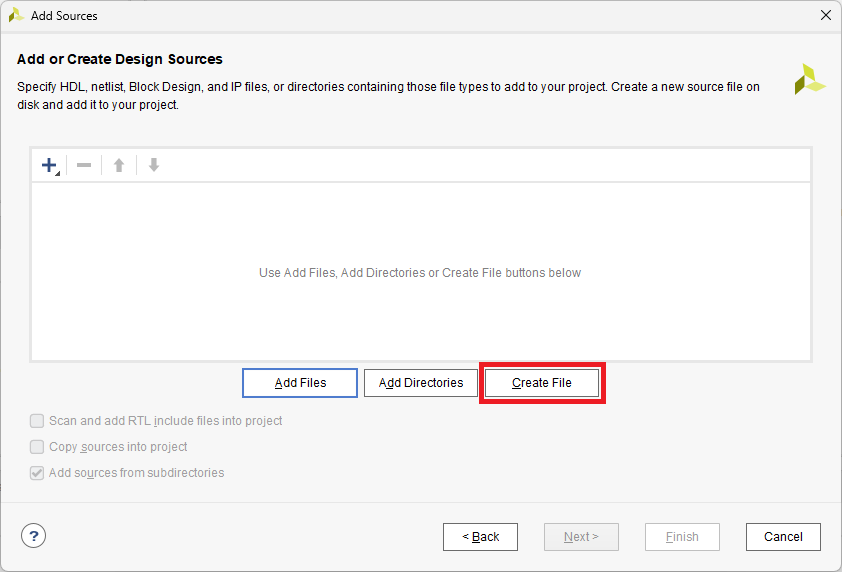 Add Sources
Add or Create Design Sources
Specify HDL, netlist, Block Design, and IP files, or directories containing those file types to add to your project. Create a new source file on
disk and add it to your project.
Use Add Files, Add Directories or Create File buttons below
Add Files
Add Directories
Create File
Scan and add RTL include files into project
Copy sources into project
Add sources from subdirectories
?
< Back
Next >
Finish
Cancel